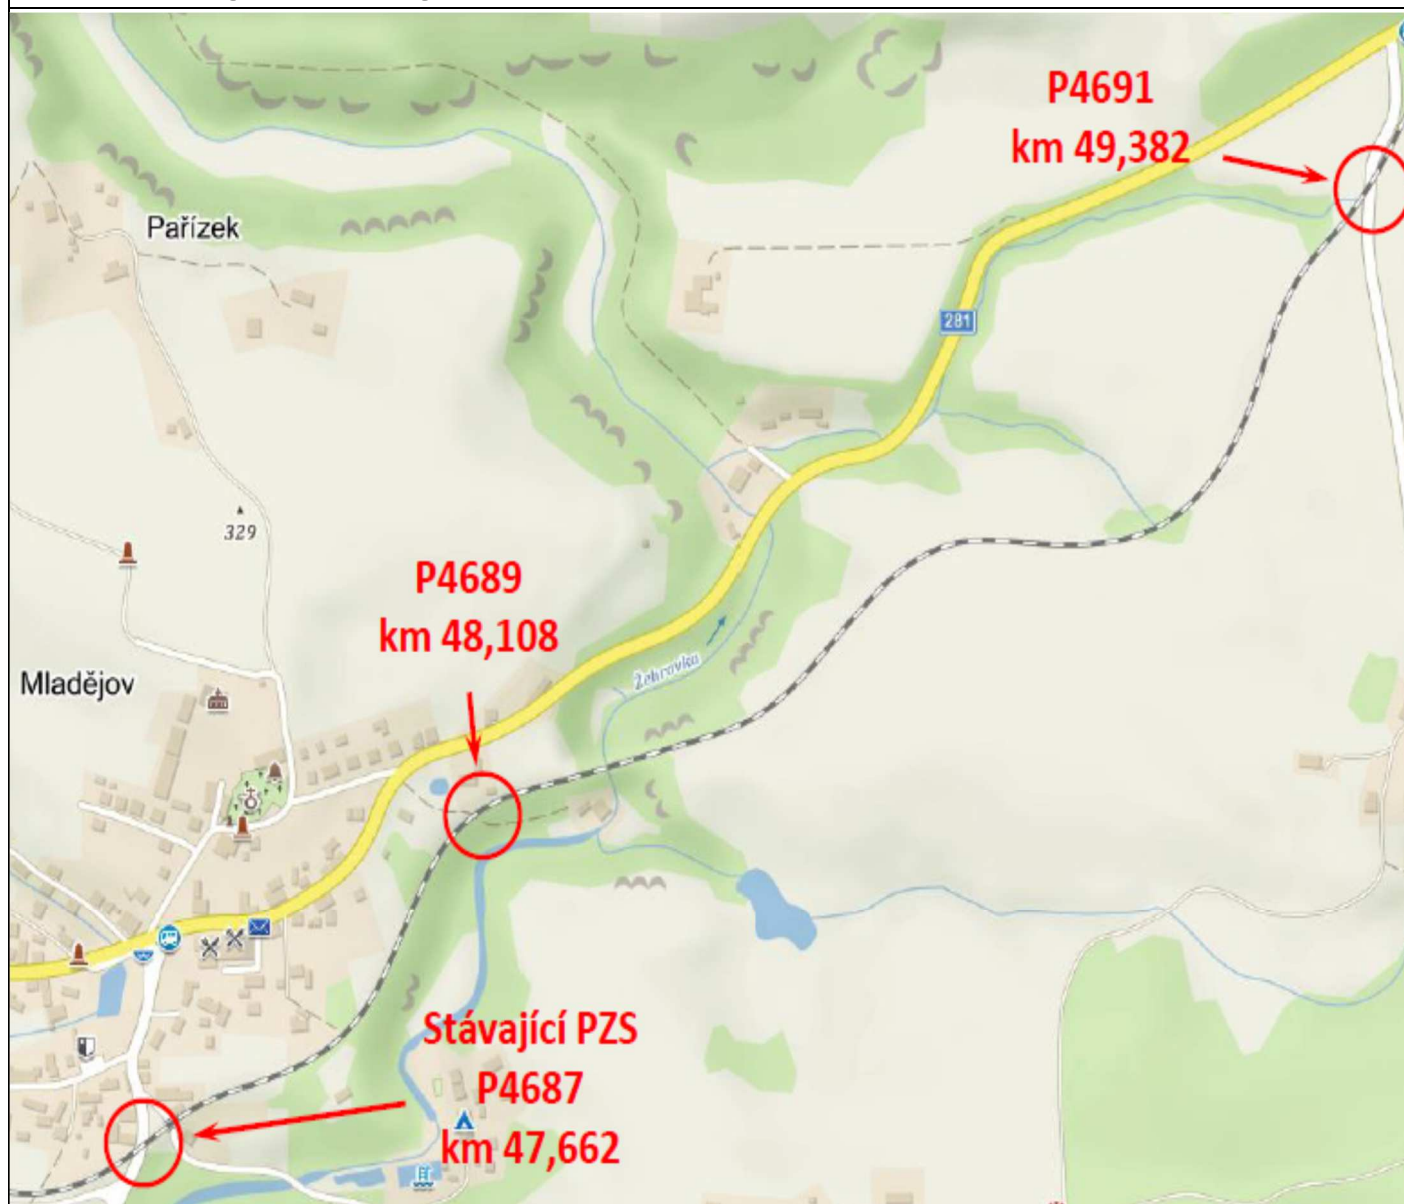 P4691
km 49,382
Pařízek
281
329
P4689
km 48,108
Žehrovka
Mladějov
Stávající PZS
P4687
km 47,662